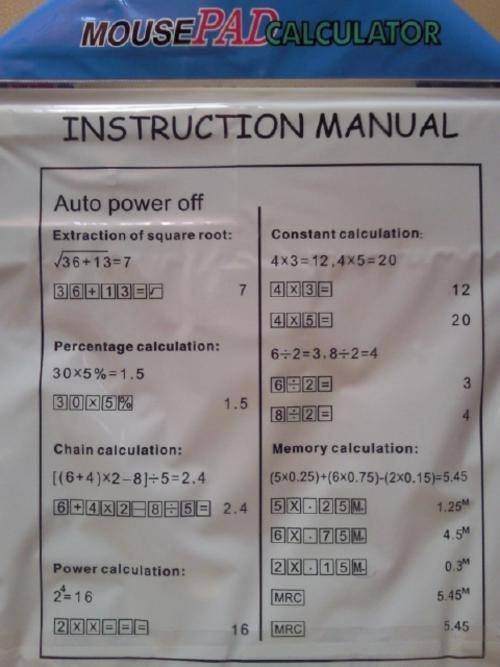 MOUSEPADCALCULATOR
INSTRUCTION MANUAL
Auto power off
Extraction of square root:
√36+13=7
36+13=√ 7
Percentage calculation:
30×5%=1.5
30×5% 1.5
Chain calculation:
[(6+4)×2-8]÷5=2.4
6+4×2-8÷5= 2.4
Power calculation:
2⁴=16
2××=== 16
Constant calculation:
4×3=12,4×5=20
4×3= 12
4×5= 20
6÷2=3,8÷2=4
6÷2= 3
8÷2= 4
Memory calculation:
(5×0.25)+(6×0.75)-(2×0.15)=5.45
5×.25M+ 1.25ᴹ
6×.75M+ 4.5ᴹ
2×.15M- 0.3ᴹ
MRC 5.45ᴹ
MRC 5.45